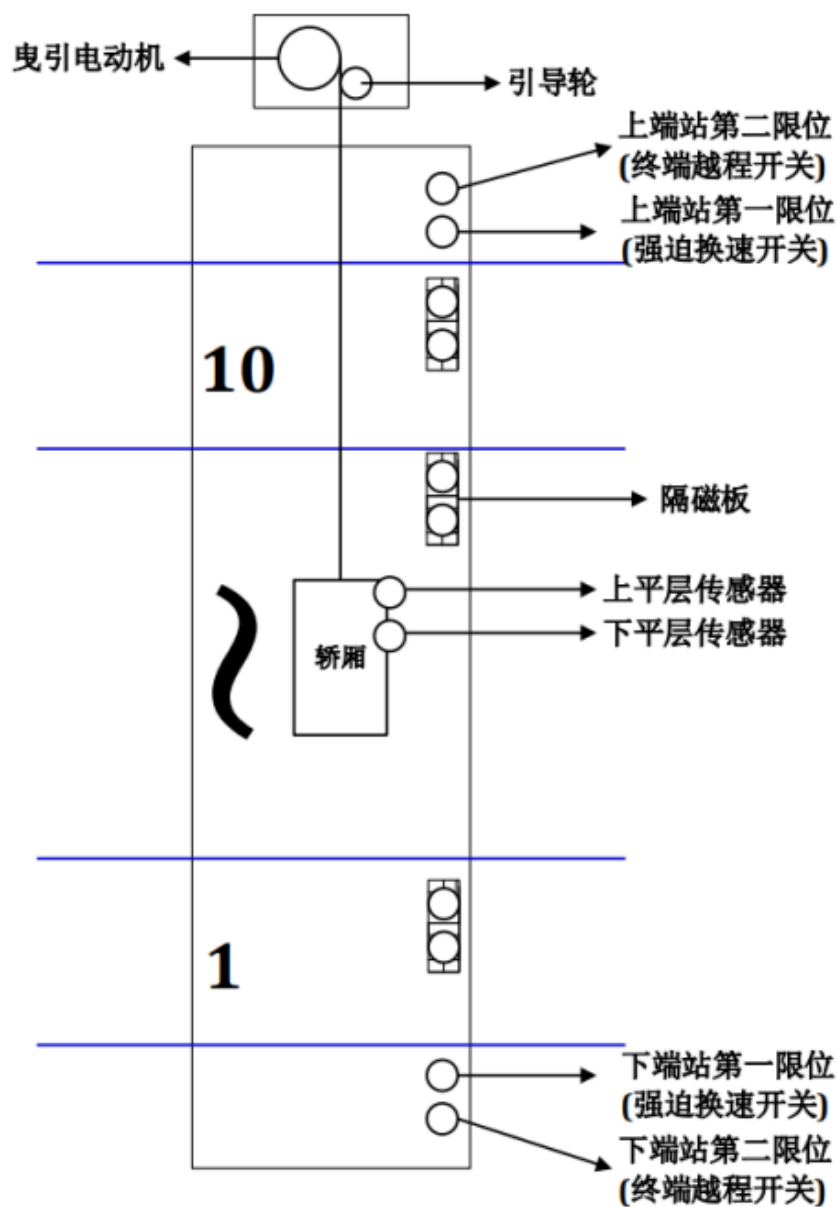 曳引电动机
引导轮
上端站第二限位
(终端越程开关)
上端站第一限位
(强迫换速开关)
10
隔磁板
上平层传感器
下平层传感器
轿厢
1
下端站第一限位
(强迫换速开关)
下端站第二限位
(终端越程开关)